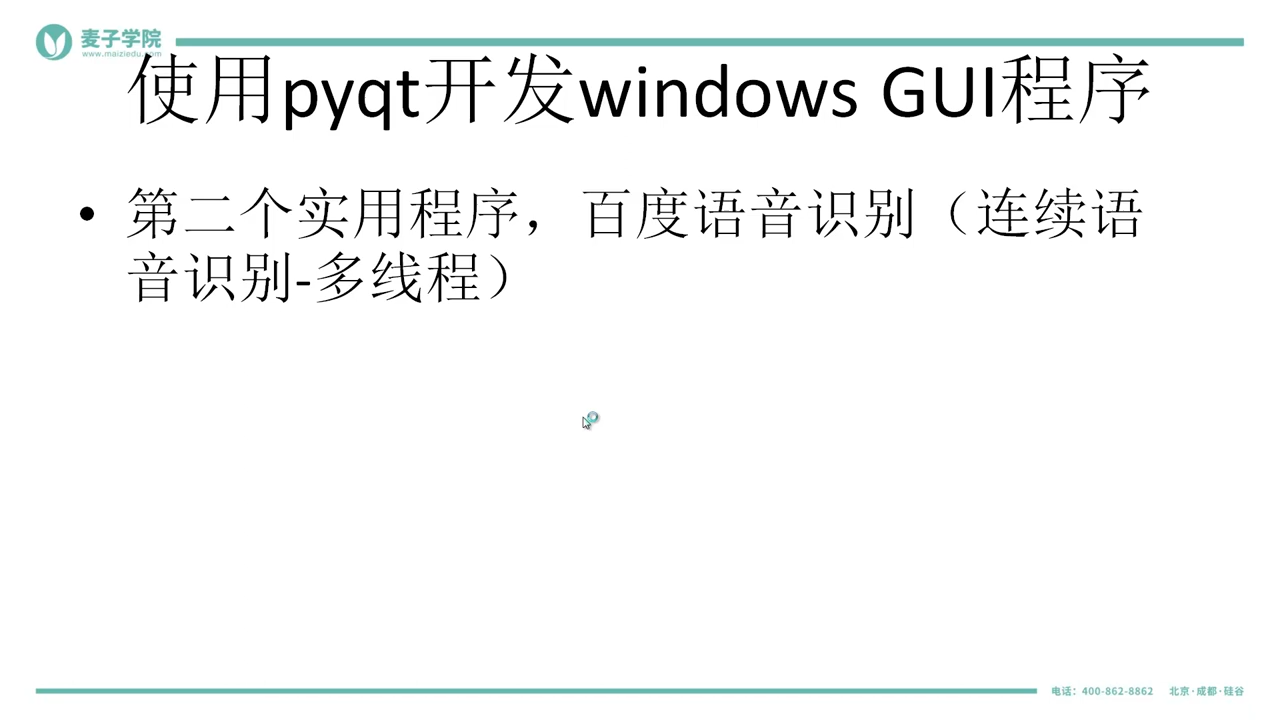 麦子学院
www.maiziedu.com
使用pyqt开发windows GUI程序
• 第二个实用程序，百度语音识别（连续语
音识别-多线程）
电话：400-862-8862 北京·成都·硅谷